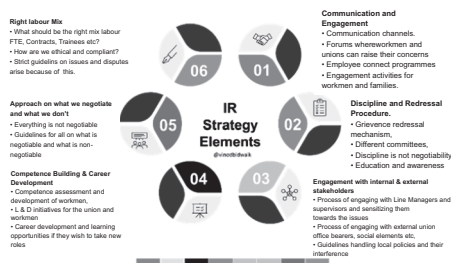 Right labour Mix
• What should be the right mix labour
FTE, Contracts, Trainees etc?
• How are we ethical and compliant?
• Strict guidelins on issues and disputes
arise because of this.
Communication and
Engagement
• Communication channels.
• Forums whereworkmen and
unions can raise their concerns
• Employee connect programmes
• Engagement activities for
workmen and families.
06
01
Approach on what we negotiate
and what we don't
• Everything is not negotiable
• Guidelines for all on what is
negotiable and what is non-
negotiable
05
IR
Strategy
Elements
@vinodbidwaik
02
Discipline and Redressal
Procedure.
• Grievence redressal
mechanism,
• Different committees,
• Discipline is not negotiability
• Education and awareness
Competence Building & Career
Development
• Competence assessment and
development of workmen,
• L & D initiatives for the union and
workmen
• Career development and learning
opportunities if they wish to take new
roles
04
03
Engagement with internal & external
stakeholders
• Process of engaging with Line Managers and
supervisors and sensitizing them
towards the issues
• Process of engaging with external union
office bearers, social elements etc,
• Guidelines handling local policies and their
interference